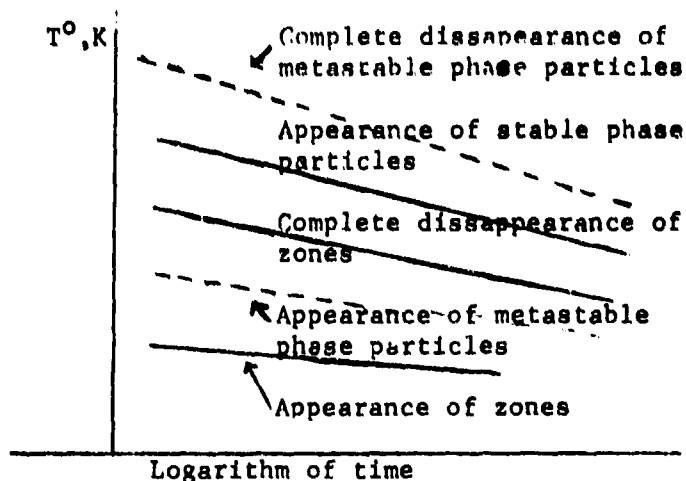 T⁰,K
Complete dissapearance of
metastable phase particles
Appearance of stable phase
particles
Complete dissappearance of
zones
Appearance of metastable
phase particles
Appearance of zones
Logarithm of time